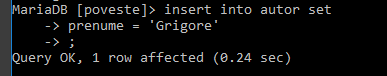 MariaDB [poveste]> insert into autor set
    -> prenume = 'Grigore'
    -> ;
Query OK, 1 row affected (0.24 sec)